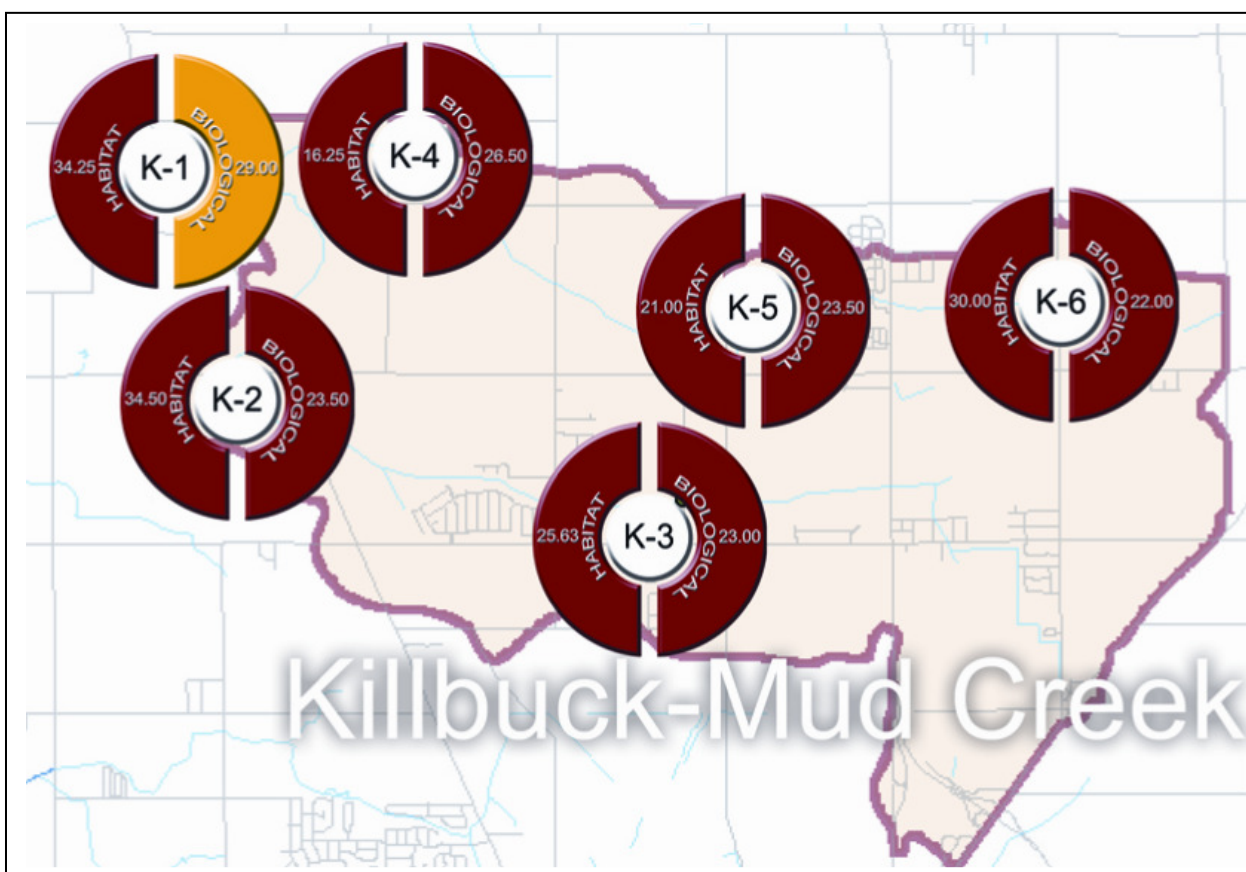 34.25 HABITAT K-1 BIOLOGICAL 29.00
16.25 HABITAT K-4 BIOLOGICAL 26.50
21.00 HABITAT K-5 BIOLOGICAL 23.50
30.00 HABITAT K-6 BIOLOGICAL 22.00
34.50 HABITAT K-2 BIOLOGICAL 23.50
25.63 HABITAT K-3 BIOLOGICAL 23.00
Killbuck-Mud Creek